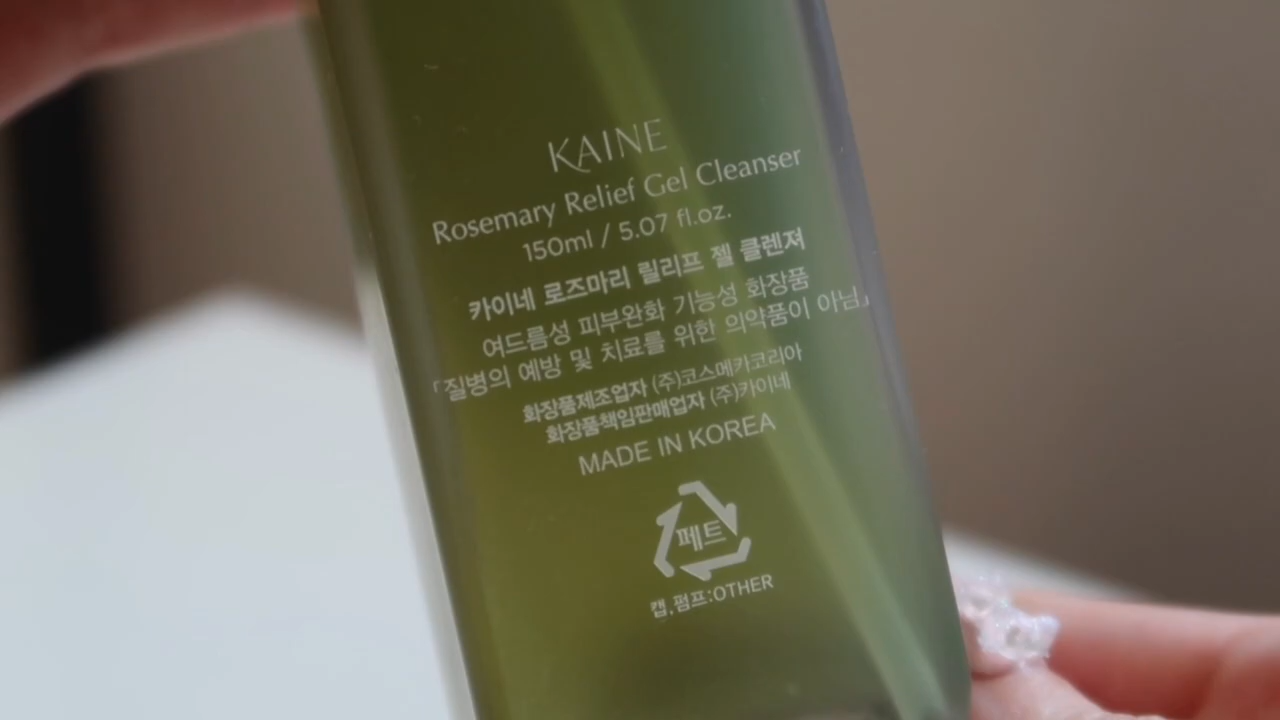 KAINE
Rosemary Relief Gel Cleanser
150ml / 5.07 fl.oz.
카이네 로즈마리 릴리프 젤 클렌져
여드름성 피부완화 기능성 화장품
「질병의 예방 및 치료를 위한 의약품이 아님」
화장품제조업자 (주)코스메카코리아
화장품책임판매업자 (주)카이네
MADE IN KOREA
페트
캡,펌프:OTHER